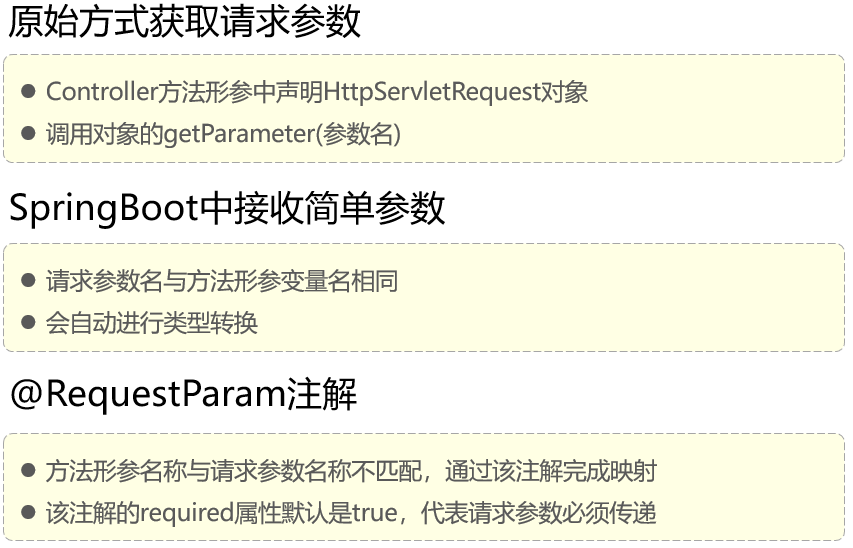 原始方式获取请求参数
● Controller方法形参中声明HttpServletRequest对象
● 调用对象的getParameter(参数名)
SpringBoot中接收简单参数
● 请求参数名与方法形参变量名相同
● 会自动进行类型转换
@RequestParam注解
● 方法形参名称与请求参数名称不匹配，通过该注解完成映射
● 该注解的required属性默认是true，代表请求参数必须传递